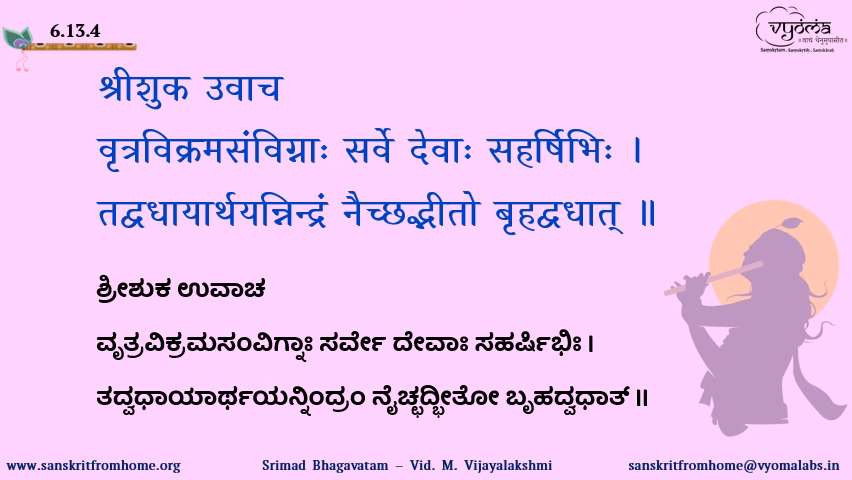 6.13.4
vyoma
॥ वाचं धेनुमुपासीत ॥
Samskritam . Samskriti . Samskarah
श्रीशुक उवाच
वृत्रविक्रमसंविग्नाः सर्वे देवाः सहर्षिभिः ।
तद्वधायार्थयन्निन्द्रं नैच्छद्भीतो बृहद्वधात् ॥
ಶ್ರೀಶುಕ ಉವಾಚ
ವೃತ್ರವಿಕ್ರಮಸಂವಿಗ್ನಾಃ ಸರ್ವೇ ದೇವಾಃ ಸಹರ್ಷಿಭಿಃ ।
ತದ್ವಧಾಯಾರ್ಥಯನ್ನಿಂದ್ರಂ ನೈಚ್ಛದ್ಭೀತೋ ಬೃಹದ್ವಧಾತ್ ॥
www.sanskritfromhome.org Srimad Bhagavatam – Vid. M. Vijayalakshmi sanskritfromhome@vyomalabs.in